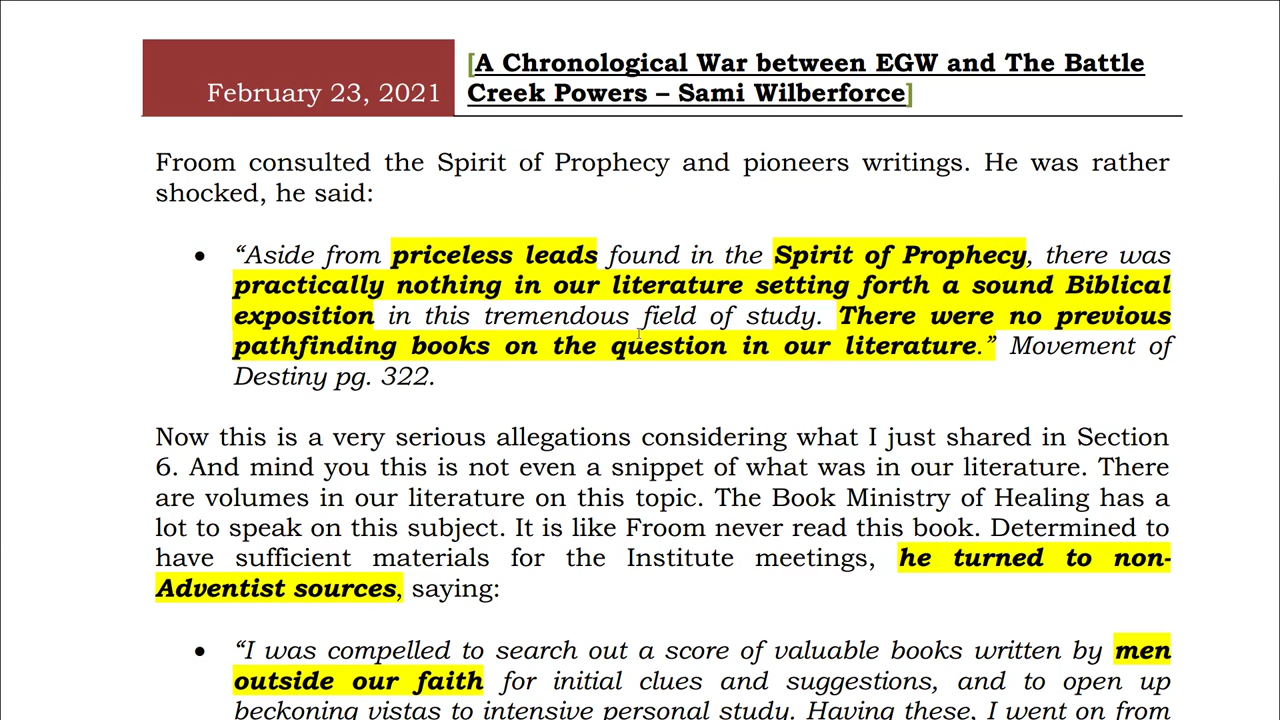 February 23, 2021
[A Chronological War between EGW and The Battle
Creek Powers – Sami Wilberforce]
Froom consulted the Spirit of Prophecy and pioneers writings. He was rather
shocked, he said:
• “Aside from priceless leads found in the Spirit of Prophecy, there was
practically nothing in our literature setting forth a sound Biblical
exposition in this tremendous field of study. There were no previous
pathfinding books on the question in our literature.” Movement of
Destiny pg. 322.
Now this is a very serious allegations considering what I just shared in Section
6. And mind you this is not even a snippet of what was in our literature. There
are volumes in our literature on this topic. The Book Ministry of Healing has a
lot to speak on this subject. It is like Froom never read this book. Determined to
have sufficient materials for the Institute meetings, he turned to non-
Adventist sources, saying:
• “I was compelled to search out a score of valuable books written by men
outside our faith for initial clues and suggestions, and to open up
beckoning vistas to intensive personal study. Having these, I went on from